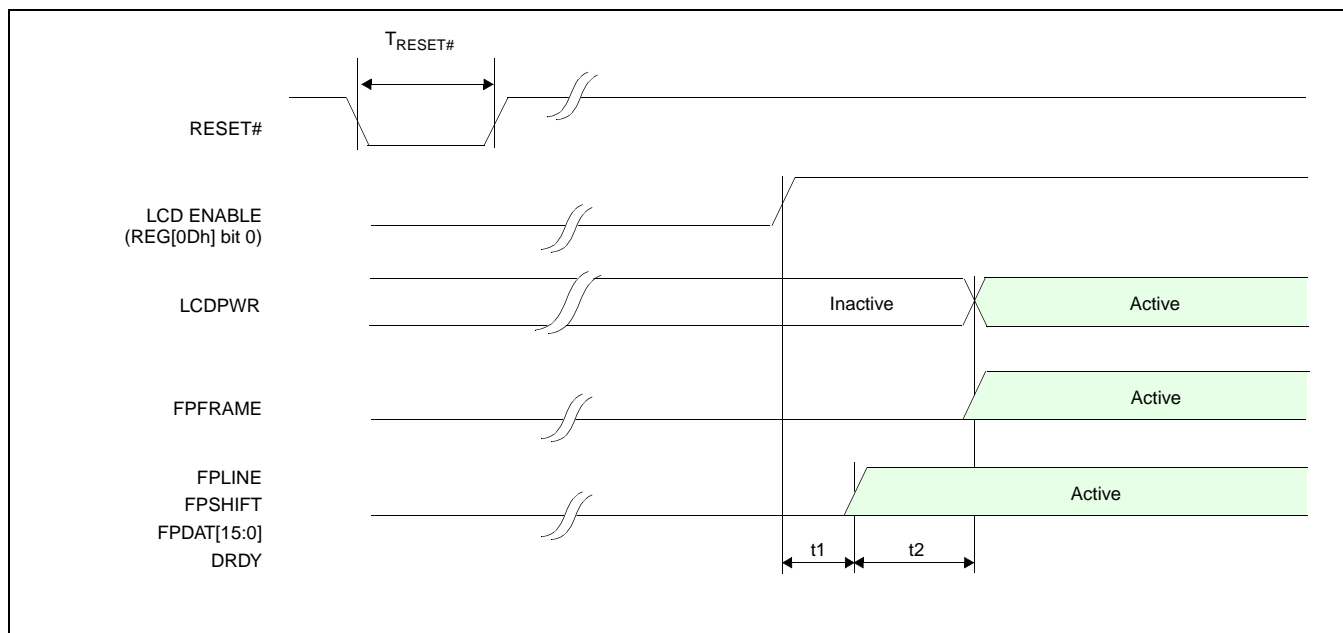 TRESET#
RESET#
LCD ENABLE
(REG[0Dh] bit 0)
LCDPWR
Inactive
Active
FPFRAME
Active
FPLINE
FPSHIFT
FPDAT[15:0]
DRDY
Active
t1
t2